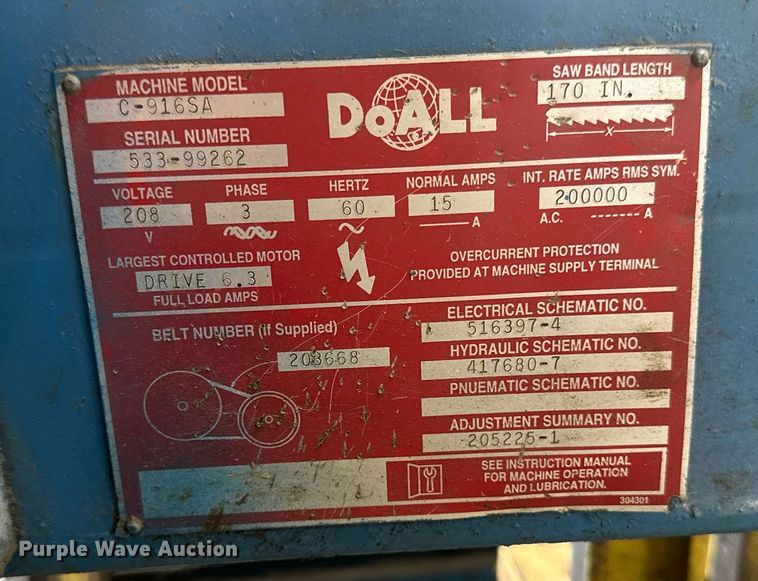 MACHINE MODEL
C-916SA
SERIAL NUMBER
533-99262
DoALL
SAW BAND LENGTH
170 IN.
X
VOLTAGE PHASE HERTZ NORMAL AMPS INT. RATE AMPS RMS SYM.
208 3 60 15 200000
V A A.C. ------- A
LARGEST CONTROLLED MOTOR
DRIVE 6.3
FULL LOAD AMPS
OVERCURRENT PROTECTION
PROVIDED AT MACHINE SUPPLY TERMINAL
BELT NUMBER (if Supplied)
203668
ELECTRICAL SCHEMATIC NO.
516397-4
HYDRAULIC SCHEMATIC NO.
417680-7
PNUEMATIC SCHEMATIC NO.
ADJUSTMENT SUMMARY NO.
205225-1
SEE INSTRUCTION MANUAL
FOR MACHINE OPERATION
AND LUBRICATION.
304301
Purple Wave Auction